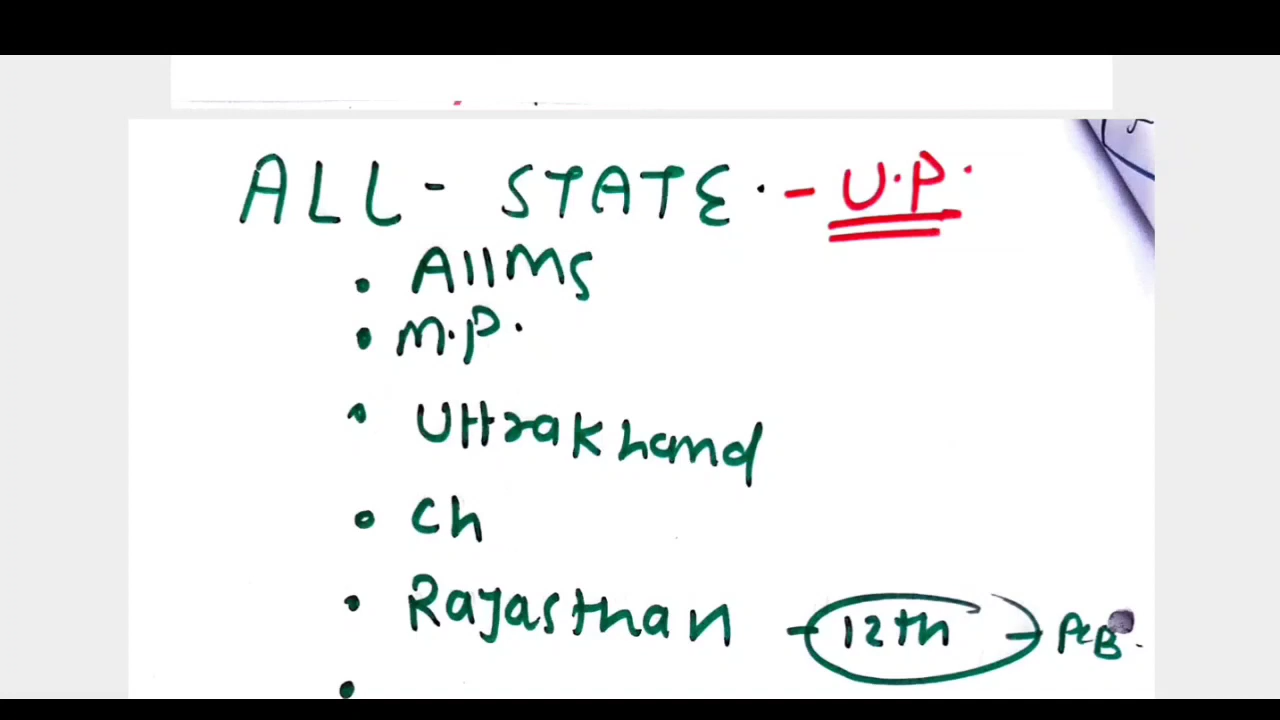 ALL - STATE. - U.P.
• AIIMS
• M.P.
• Uttrakhand
• Ch
• Rajasthan - 12th - PCB.